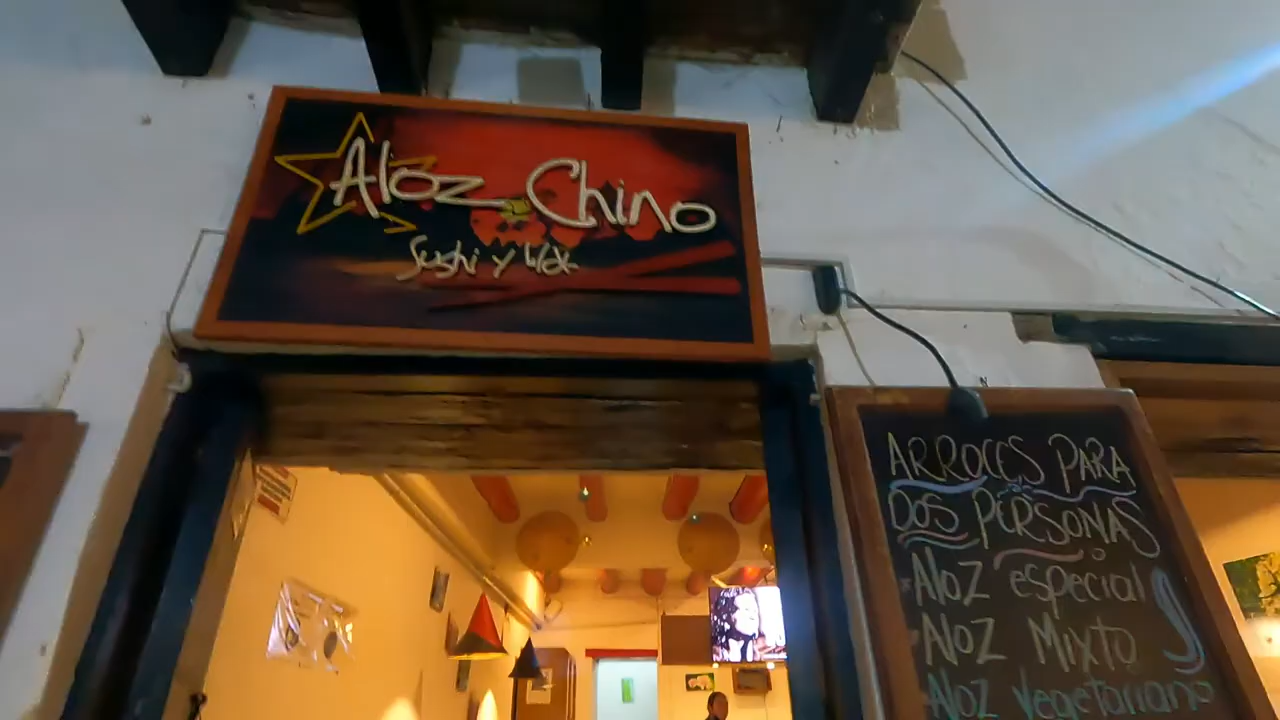 Aloz Chino
Sushi y Wok
ARROCES PARA
DOS PERSONAS
Aloz especial
Aloz Mixto
Aloz Vegetariano